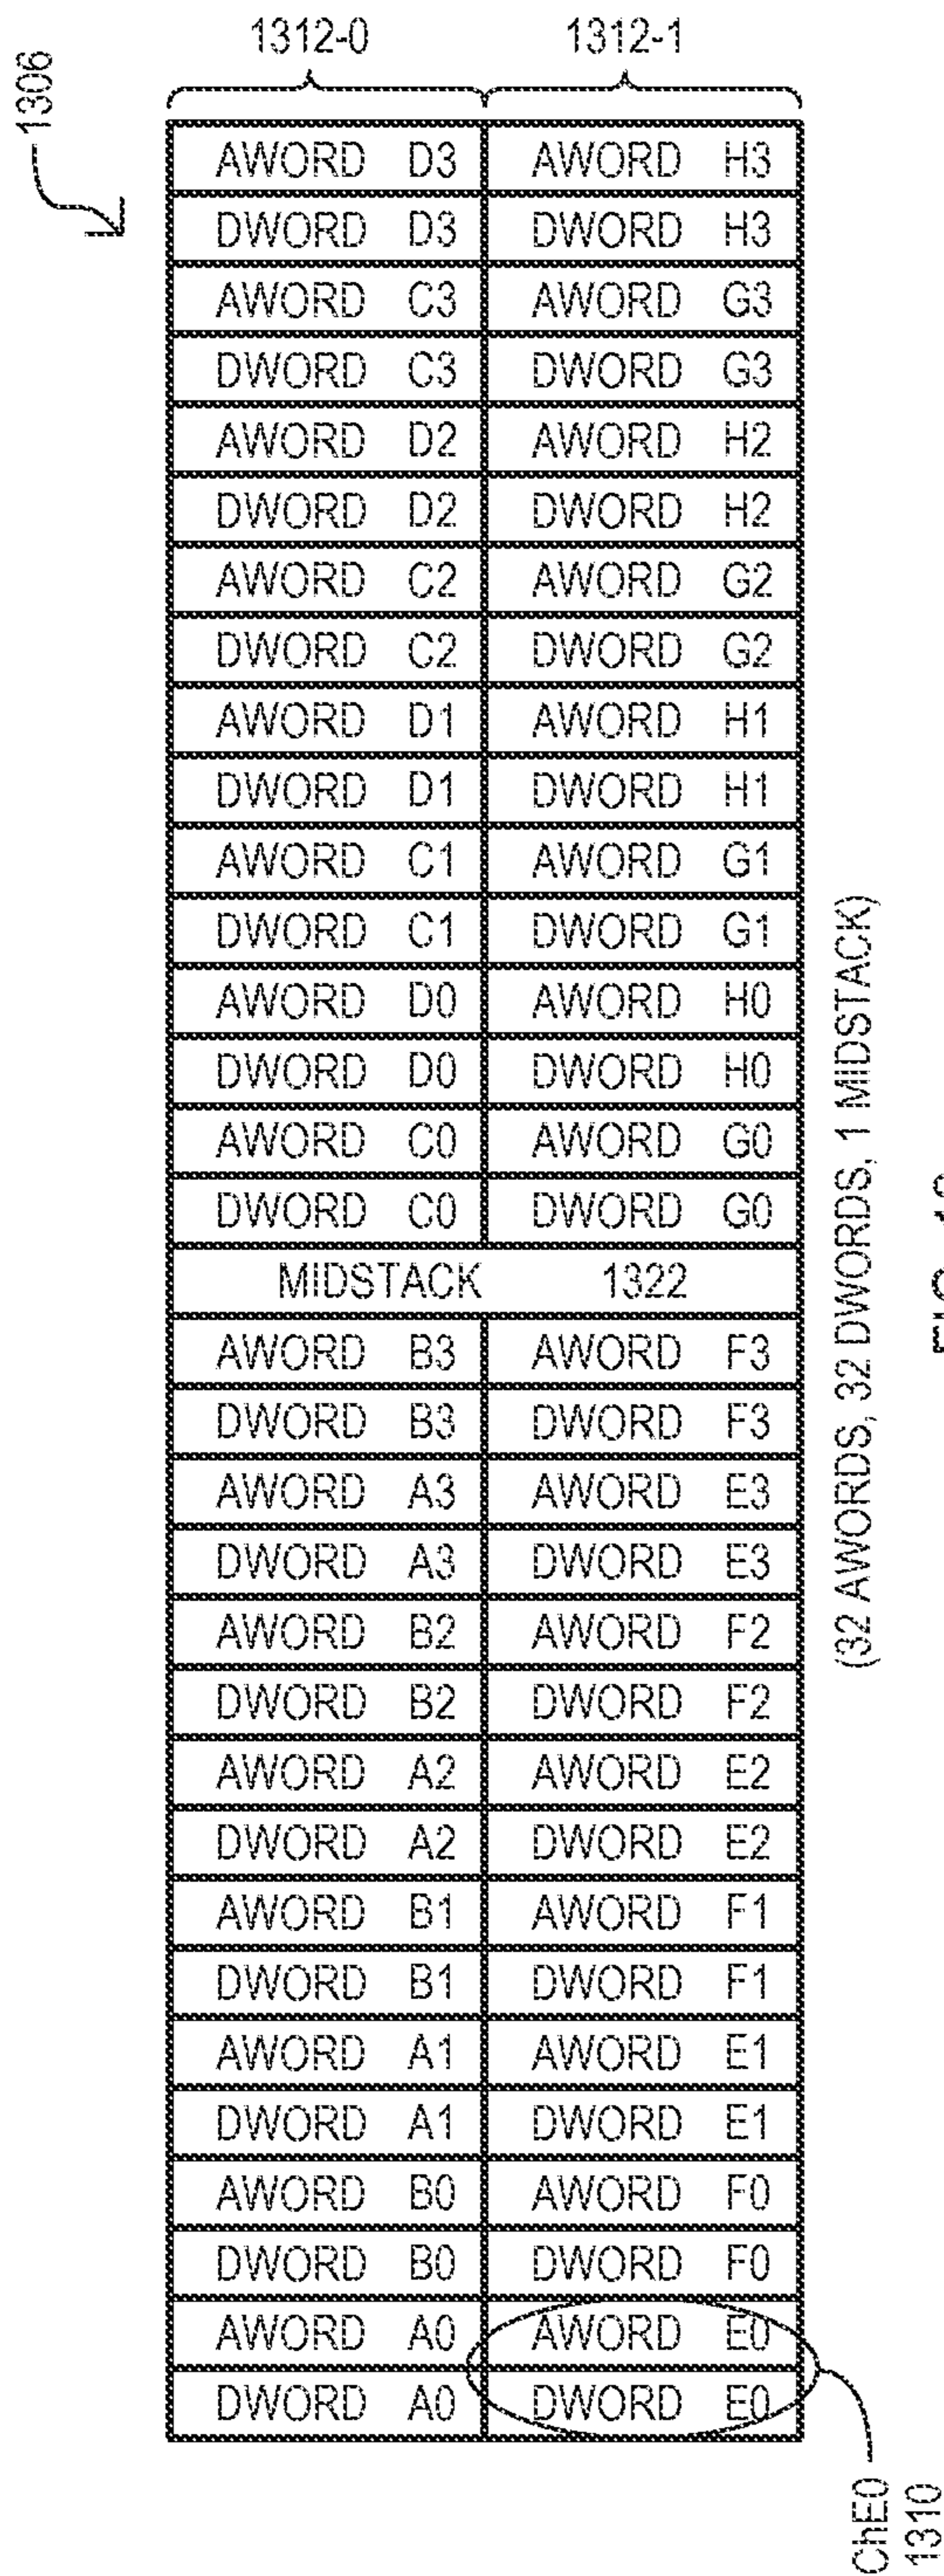 1306
1312-0 1312-1
AWORD D3 AWORD H3
DWORD D3 DWORD H3
AWORD C3 AWORD G3
DWORD C3 DWORD G3
AWORD D2 AWORD H2
DWORD D2 DWORD H2
AWORD C2 AWORD G2
DWORD C2 DWORD G2
AWORD D1 AWORD H1
DWORD D1 DWORD H1
AWORD C1 AWORD G1
DWORD C1 DWORD G1
AWORD D0 AWORD H0
DWORD D0 DWORD H0
AWORD C0 AWORD G0
DWORD C0 DWORD G0
MIDSTACK 1322
AWORD B3 AWORD F3
DWORD B3 DWORD F3
AWORD A3 AWORD E3
DWORD A3 DWORD E3
AWORD B2 AWORD F2
DWORD B2 DWORD F2
AWORD A2 AWORD E2
DWORD A2 DWORD E2
AWORD B1 AWORD F1
DWORD B1 DWORD F1
AWORD A1 AWORD E1
DWORD A1 DWORD E1
AWORD B0 AWORD F0
DWORD B0 DWORD F0
AWORD A0 AWORD E0
DWORD A0 DWORD E0
ChE0
1310
(32 AWORDS, 32 DWORDS, 1 MIDSTACK)